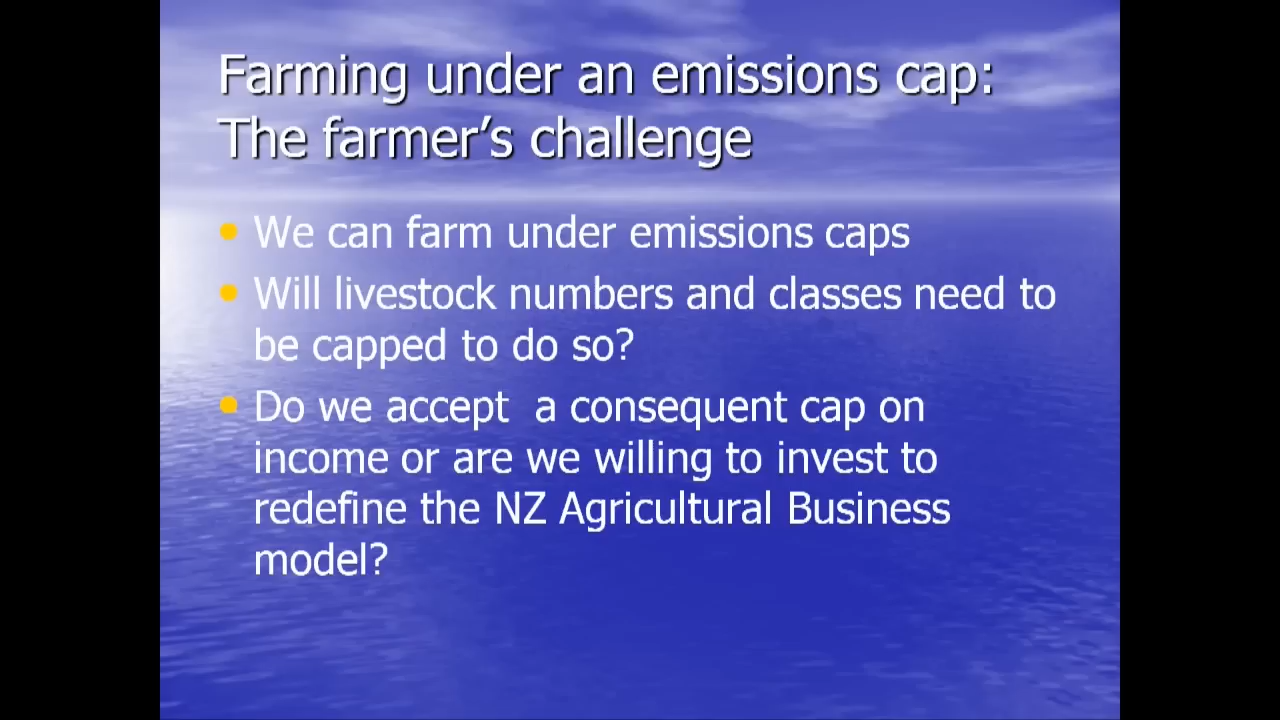 Farming under an emissions cap:
The farmer's challenge
• We can farm under emissions caps
• Will livestock numbers and classes need to
be capped to do so?
• Do we accept  a consequent cap on
income or are we willing to invest to
redefine the NZ Agricultural Business
model?